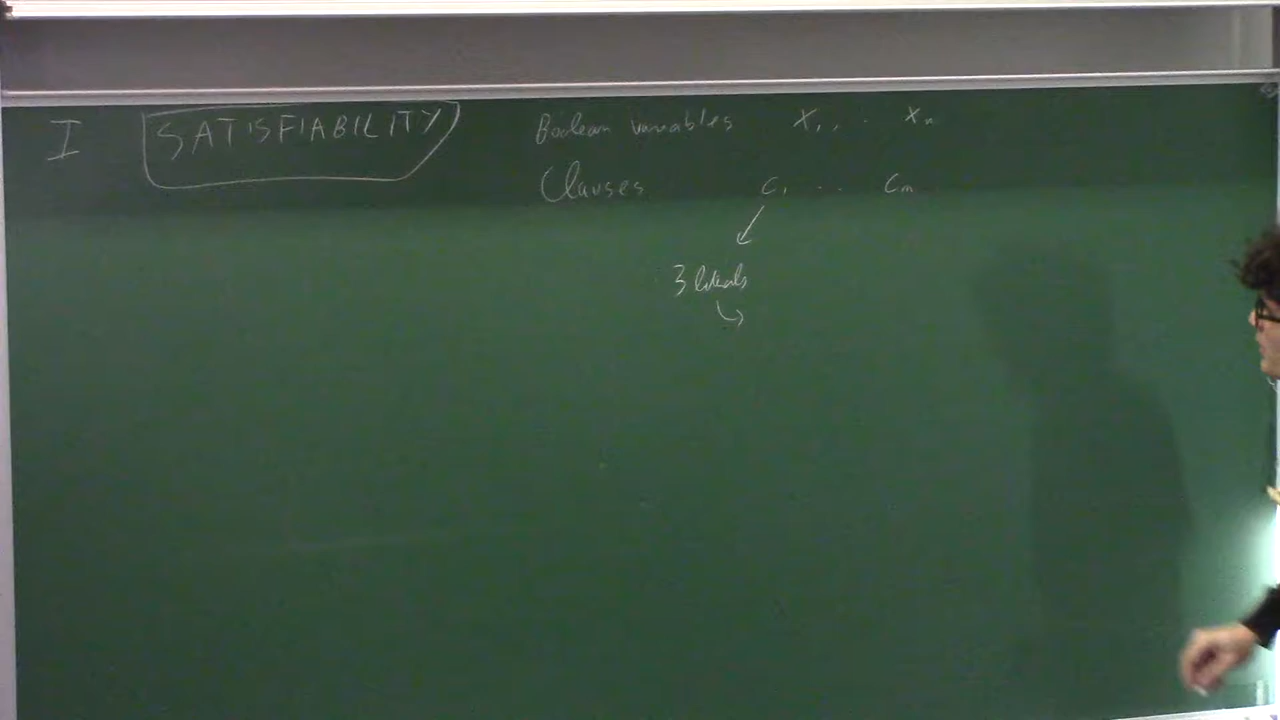 I SATISFIABILITY Boolean variables x₁, . . xₙ
Clauses C₁ ... Cₘ
3 literals